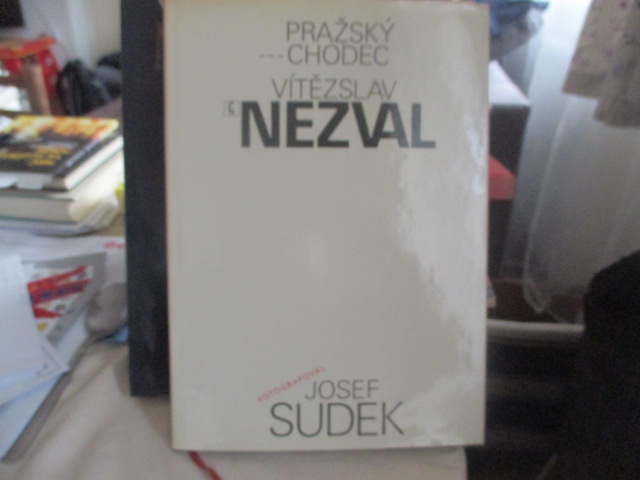 PRAŽSKÝ
---CHODEC
VÍTĚZSLAV
NEZVAL
FOTOGRAFOVAL
JOSEF
SUDEK